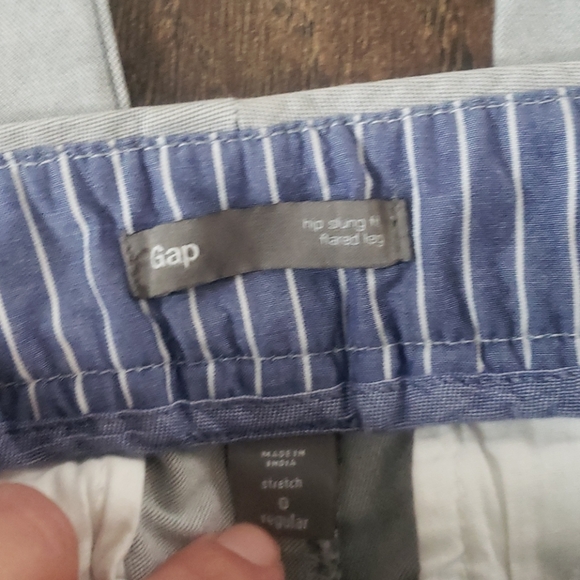 Gap
hip slung fit
flared leg
MADE IN
INDIA
stretch
0
regular